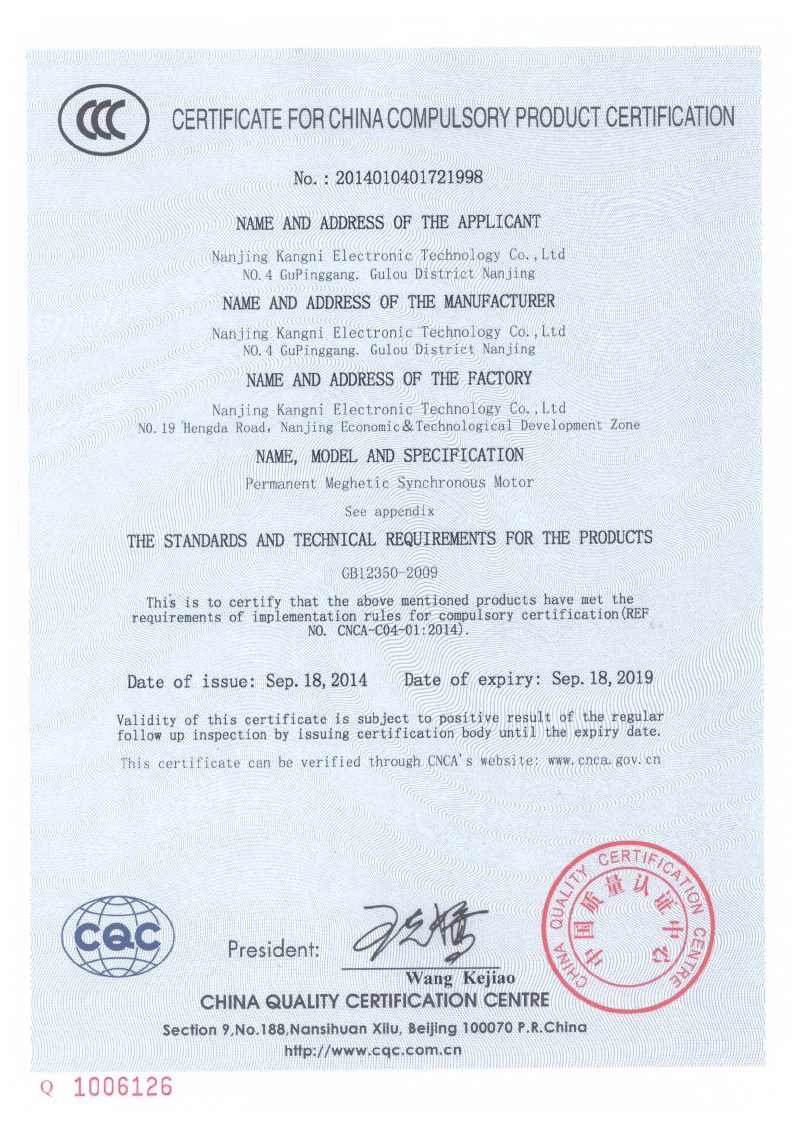 CCC
CERTIFICATE FOR CHINA COMPULSORY PRODUCT CERTIFICATION
No. : 2014010401721998
NAME AND ADDRESS OF THE APPLICANT
Nanjing Kangni Electronic Technology Co.,Ltd
NO.4 GuPinggang. Gulou District Nanjing
NAME AND ADDRESS OF THE MANUFACTURER
Nanjing Kangni Electronic Technology Co.,Ltd
NO.4 GuPinggang. Gulou District Nanjing
NAME AND ADDRESS OF THE FACTORY
Nanjing Kangni Electronic Technology Co.,Ltd
NO.19 Hengda Road, Nanjing Economic&Technological Development Zone
NAME, MODEL AND SPECIFICATION
Permanent Meghetic Synchronous Motor
See appendix
THE STANDARDS AND TECHNICAL REQUIREMENTS FOR THE PRODUCTS
GB12350-2009
This is to certify that the above mentioned products have met the
requirements of implementation rules for compulsory certification(REF
NO. CNCA-C04-01:2014).
Date of issue: Sep.18,2014 Date of expiry: Sep.18,2019
Validity of this certificate is subject to positive result of the regular
follow up inspection by issuing certification body until the expiry date.
This certificate can be verified through CNCA's website: www.cnca.gov.cn
CHINA QUALITY CERTIFICATION CENTRE
中国质量认证中心
CQC
President:
Wang Kejiao
CHINA QUALITY CERTIFICATION CENTRE
Section 9,No.188,Nansihuan Xilu, Beijing 100070 P.R.China
http://www.cqc.com.cn
Q 1006126